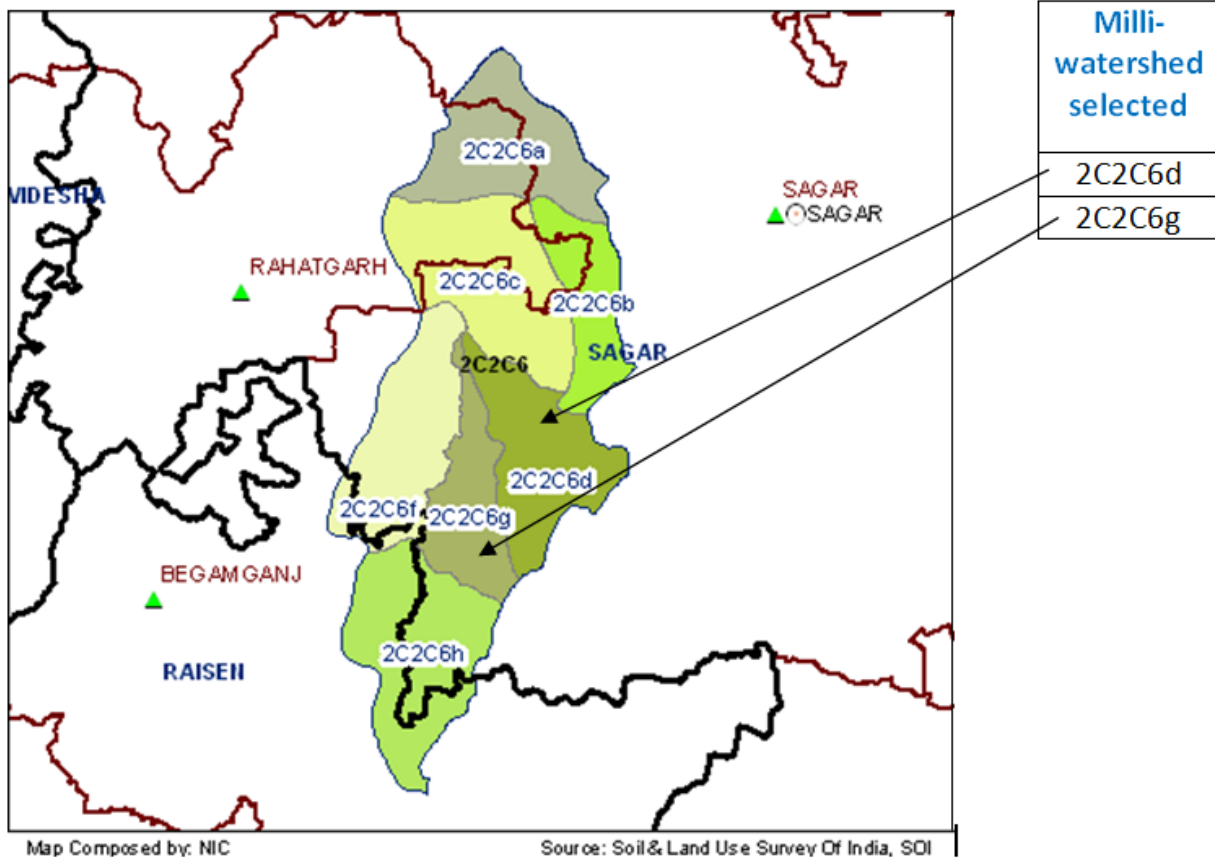 Milli-
watershed
selected
2C2C6d
2C2C6g
2C2C6a
VIDESHA
SAGAR
SAGAR
RAHATGARH
2C2C6c
2C2C6b
SAGAR
2C2C6
2C2C6d
2C2C6f
2C2C6g
BEGAMGANJ
2C2C6h
RAISEN
Map Composed by: NIC
Source: Soil & Land Use Survey Of India, SOI